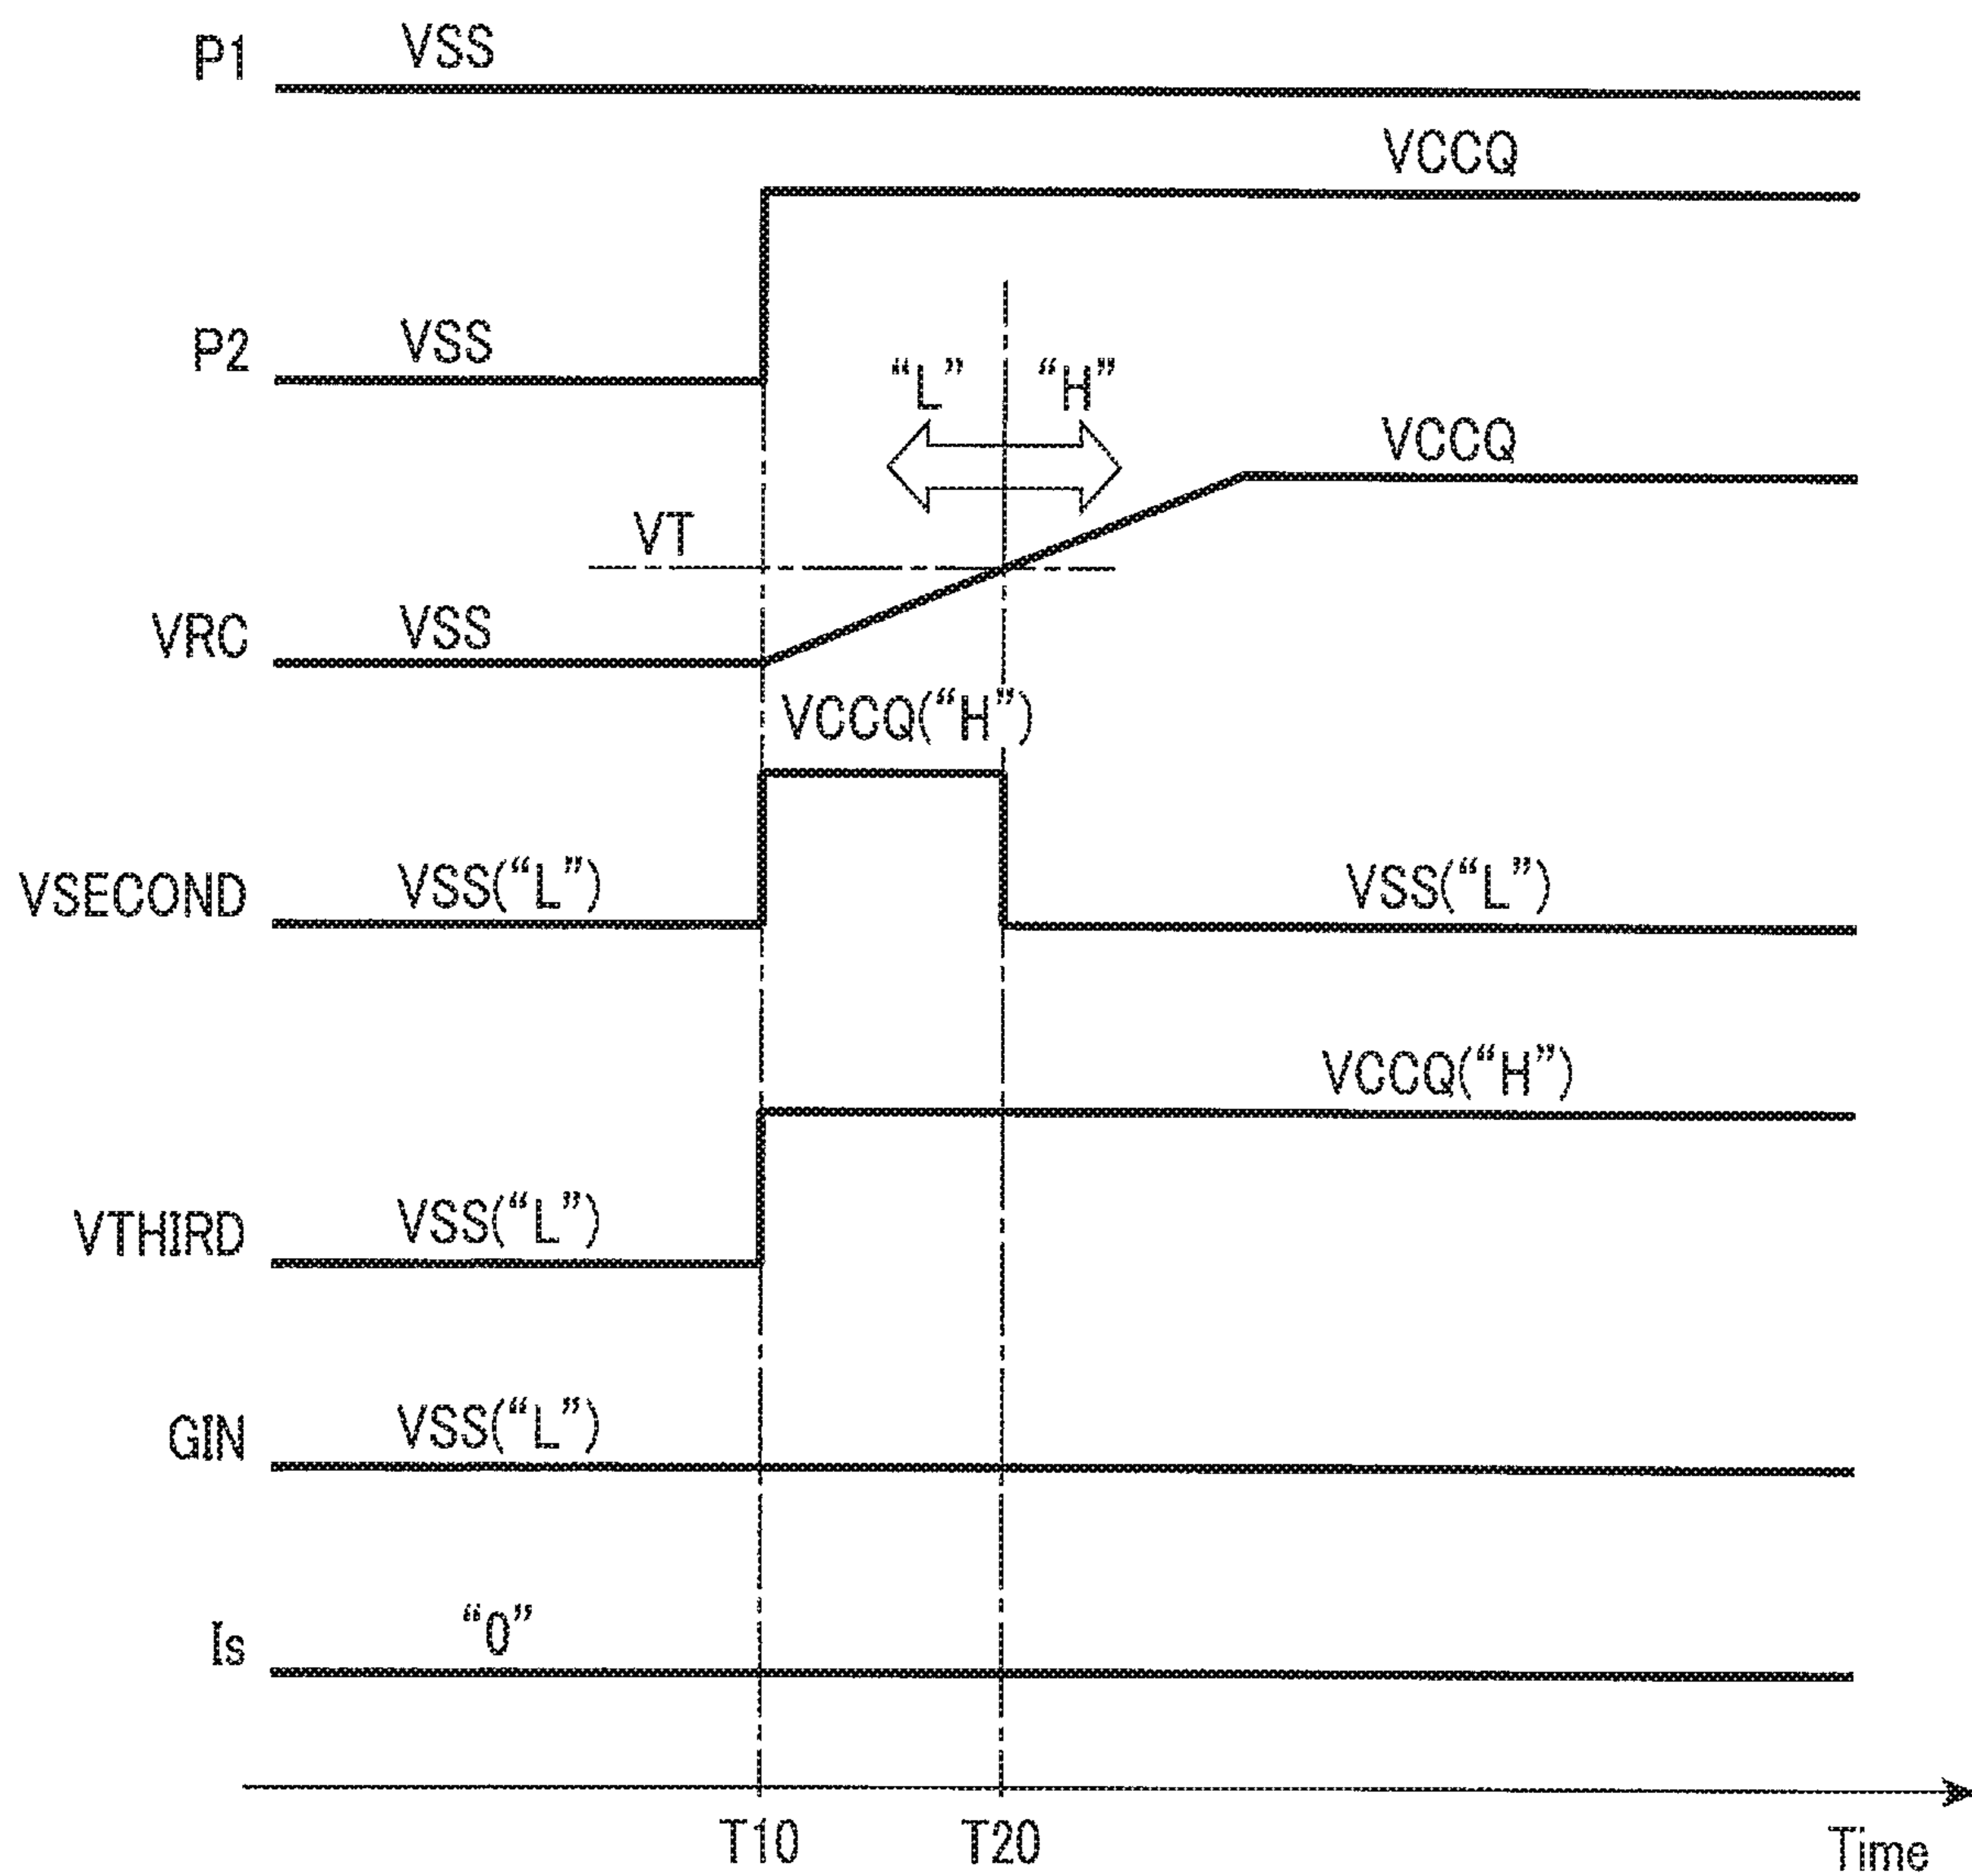 P1 VSS
VCCQ
P2 VSS
“L” “H”
VCCQ
VT
VRC VSS
VCCQ(“H”)
VSECOND VSS(“L”) VSS(“L”)
VCCQ(“H”)
VTHIRD VSS(“L”)
GIN VSS(“L”)
Is “0”
T10 T20 Time